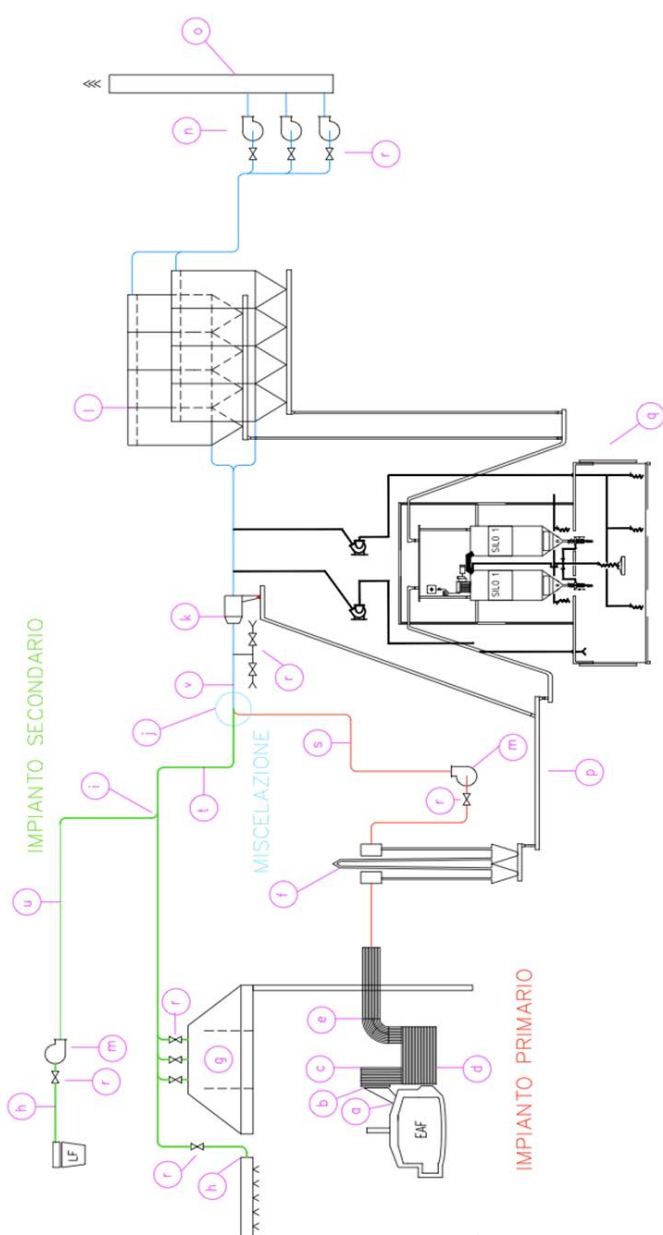 IMPIANTO SECONDARIO
h
u
i
l
o
LF
r
m
n
j
t
v
k
r
r
g
r
h
r
MISCELAZIONE
s
f
r
m
e
c
b
a
d
EAF
SILO 1
SILO 1
p
q
IMPIANTO PRIMARIO